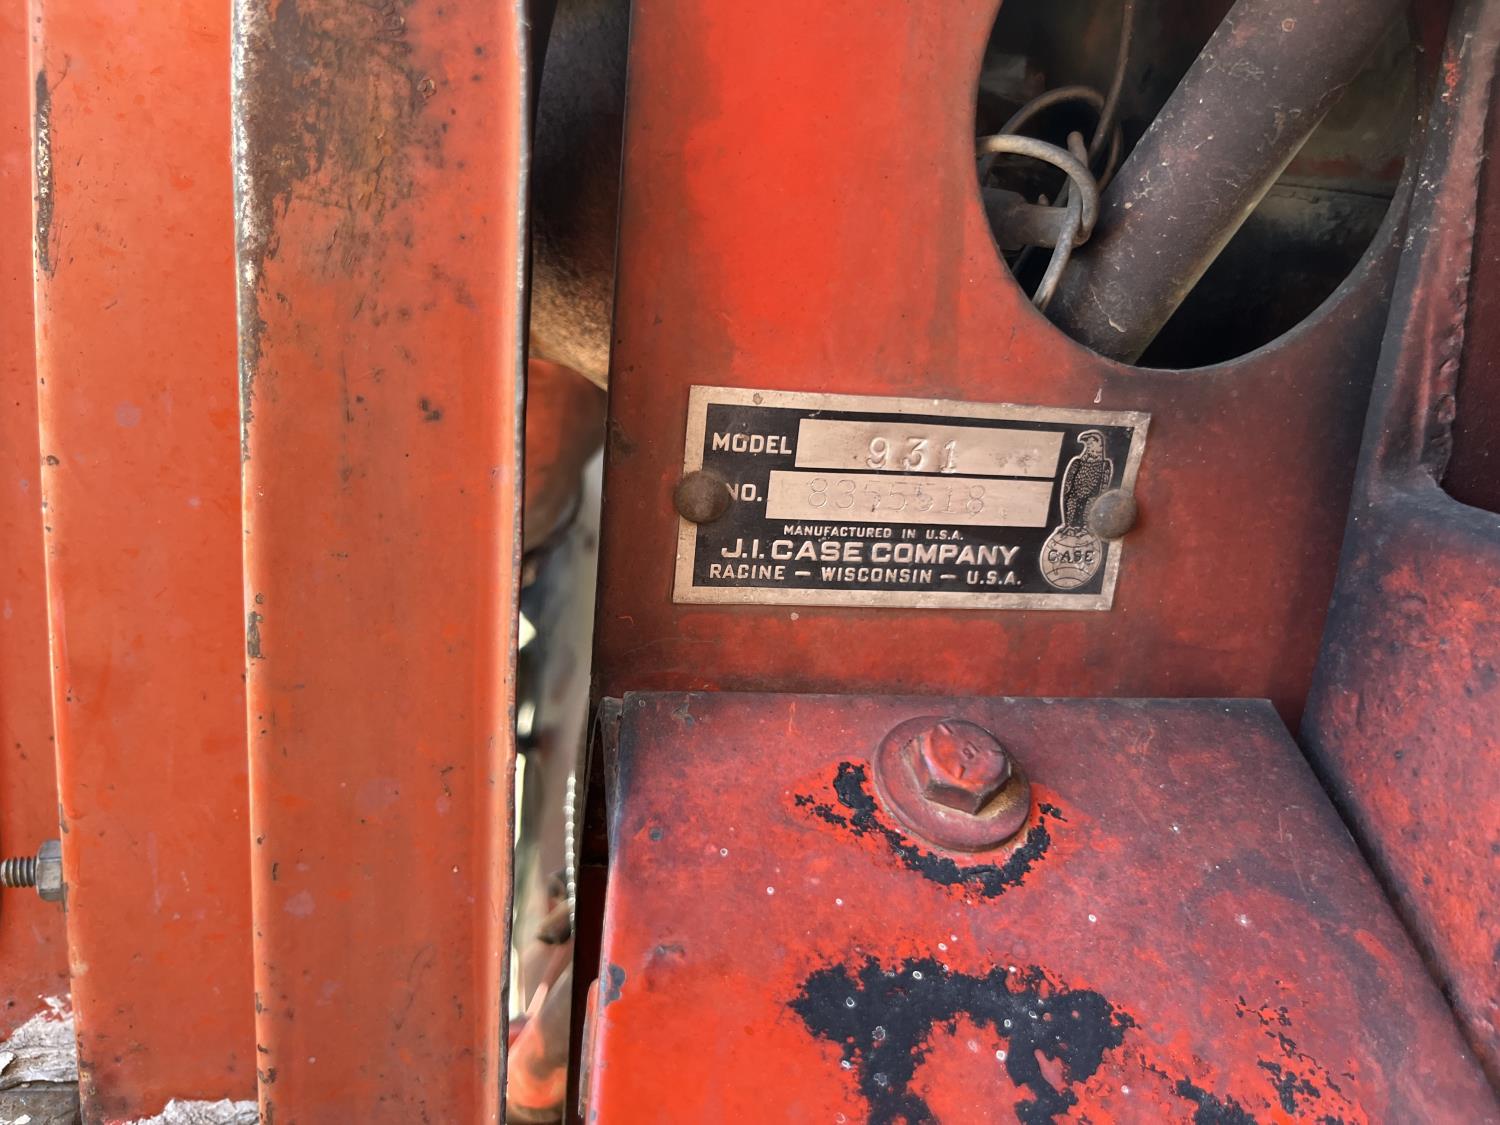 MODEL 931
NO. 8355518
MANUFACTURED IN U.S.A.
J.I. CASE COMPANY
RACINE — WISCONSIN — U.S.A.
CASE